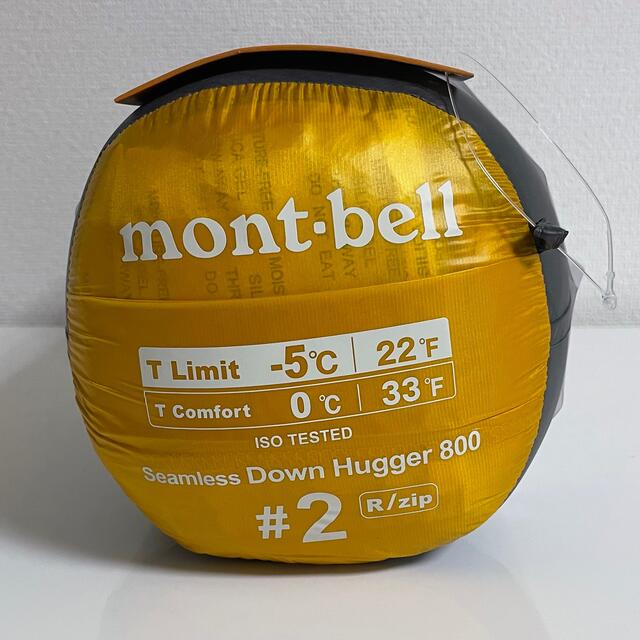 mont·bell
T Limit -5°C 22°F
T Comfort 0°C 33°F
ISO TESTED
Seamless Down Hugger 800
#2 R/zip